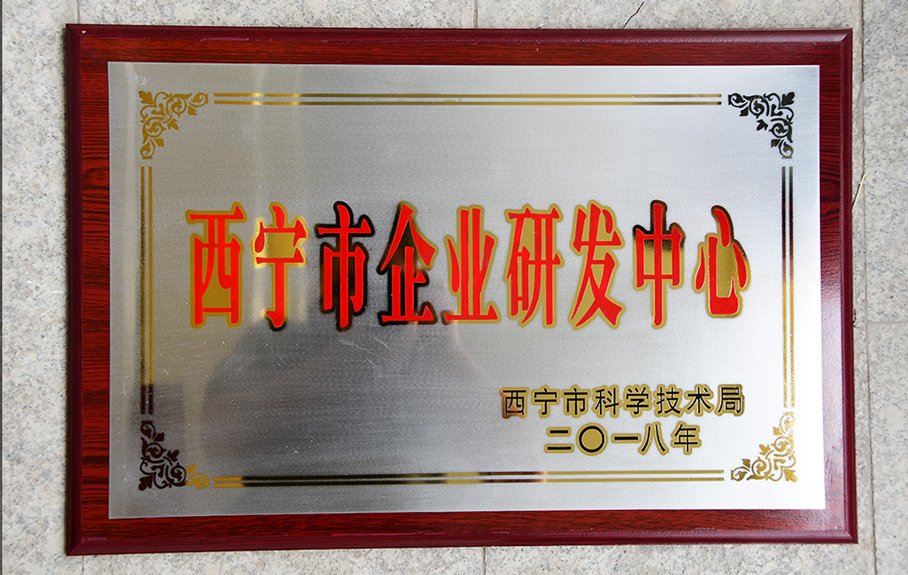 西宁市企业研发中心
西宁市科学技术局
二〇一八年